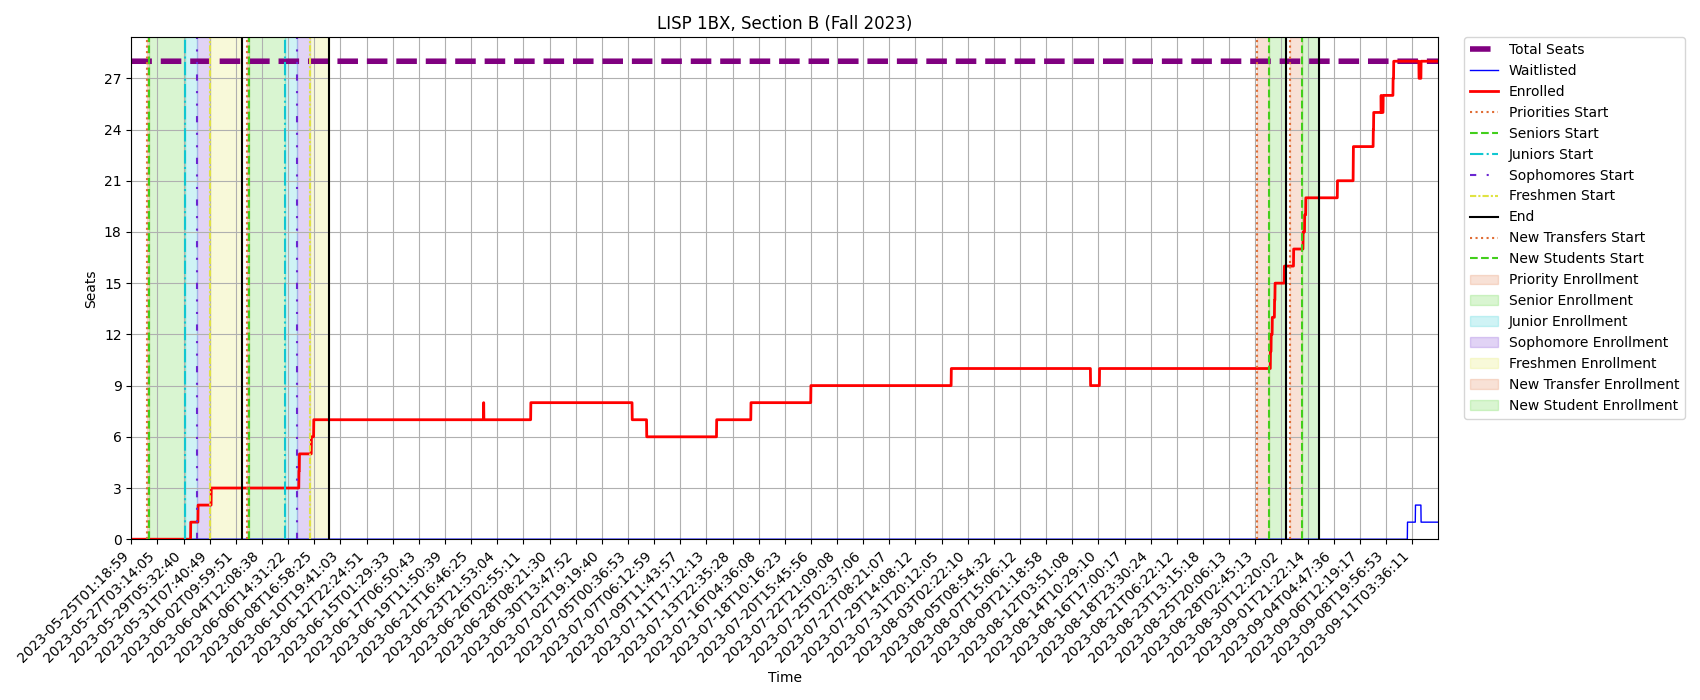 LISP 1BX, Section B (Fall 2023)
Seats
27
24
21
18
15
12
9
6
3
0
2023-05-25T01:18:59
2023-05-27T03:14:05
2023-05-29T05:32:40
2023-05-31T07:40:49
2023-06-02T09:59:51
2023-06-04T12:08:38
2023-06-06T14:31:22
2023-06-08T16:58:25
2023-06-10T19:41:03
2023-06-12T22:24:51
2023-06-15T01:29:33
2023-06-17T06:50:43
2023-06-19T11:50:39
2023-06-21T16:46:25
2023-06-23T21:53:04
2023-06-26T02:55:11
2023-06-28T08:21:30
2023-06-30T13:47:52
2023-07-02T19:19:40
2023-07-05T00:36:53
2023-07-07T06:12:59
2023-07-09T11:43:57
2023-07-11T17:12:13
2023-07-13T22:35:28
2023-07-16T04:36:08
2023-07-18T10:16:23
2023-07-20T15:45:56
2023-07-22T21:09:08
2023-07-25T02:37:06
2023-07-27T08:21:07
2023-07-29T14:08:12
2023-07-31T20:12:05
2023-08-03T02:22:10
2023-08-05T08:54:32
2023-08-07T15:06:12
2023-08-09T21:18:58
2023-08-12T03:51:08
2023-08-14T10:29:10
2023-08-16T17:00:17
2023-08-18T23:30:24
2023-08-21T06:22:12
2023-08-23T13:15:18
2023-08-25T20:06:13
2023-08-28T02:45:13
2023-08-30T12:20:02
2023-09-01T21:22:14
2023-09-04T04:47:36
2023-09-06T12:19:17
2023-09-08T19:56:53
2023-09-11T03:36:11
Time
Total Seats
Waitlisted
Enrolled
Priorities Start
Seniors Start
Juniors Start
Sophomores Start
Freshmen Start
End
New Transfers Start
New Students Start
Priority Enrollment
Senior Enrollment
Junior Enrollment
Sophomore Enrollment
Freshmen Enrollment
New Transfer Enrollment
New Student Enrollment